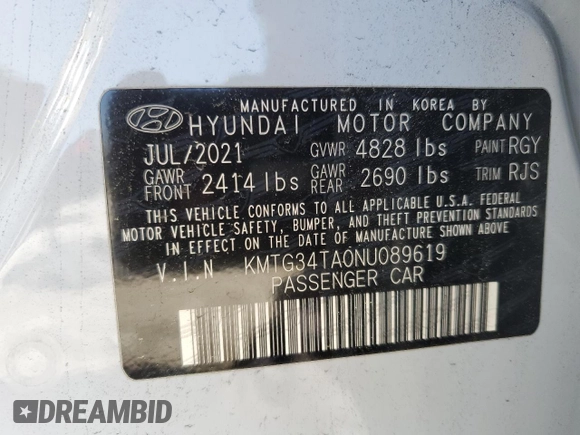 MANUFACTURED IN KOREA BY
HYUNDAI MOTOR COMPANY
JUL/2021 GVWR 4828 lbs PAINT RGY
GAWR FRONT 2414 lbs GAWR REAR 2690 lbs TRIM RJS
THIS VEHICLE CONFORMS TO ALL APPLICABLE U.S.A. FEDERAL
MOTOR VEHICLE SAFETY, BUMPER, AND THEFT PREVENTION STANDARDS
IN EFFECT ON THE DATE OF MANUFACTURE SHOWN ABOVE.
V.I.N KMTG34TA0NU089619
PASSENGER CAR
DREAMBID